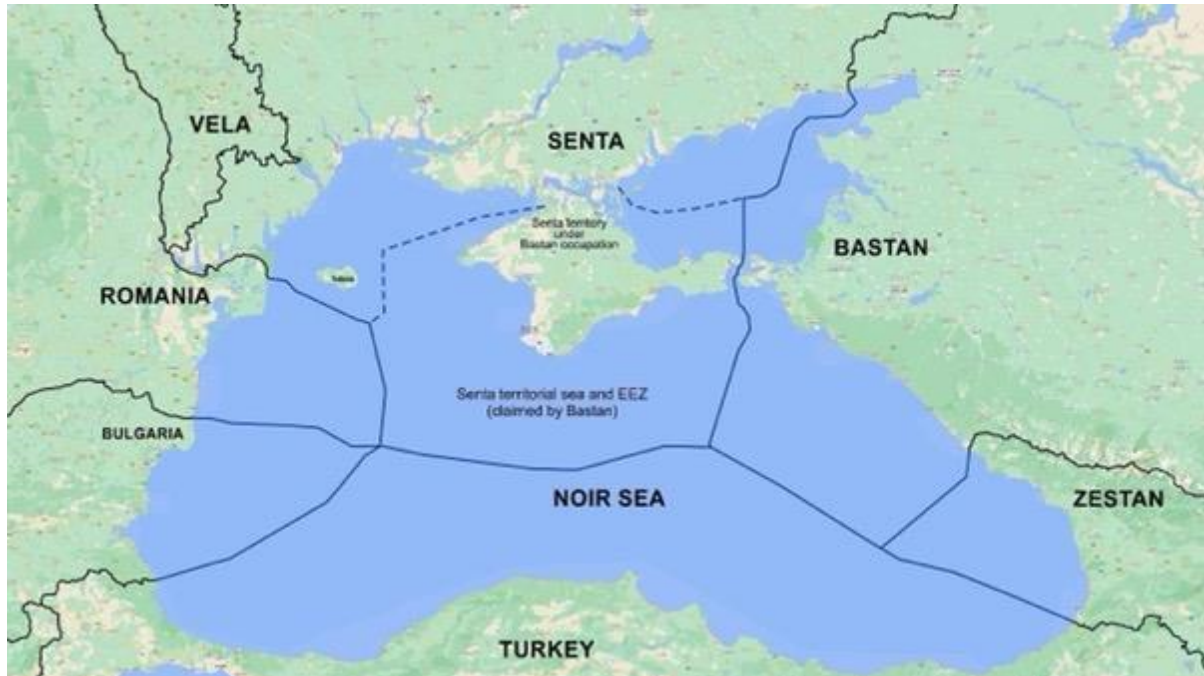 VELA
SENTA
Senta territory
under
Bastan occupation
BASTAN
ROMANIA
Senta territorial sea and EEZ
(claimed by Bastan)
BULGARIA
NOIR SEA
ZESTAN
TURKEY